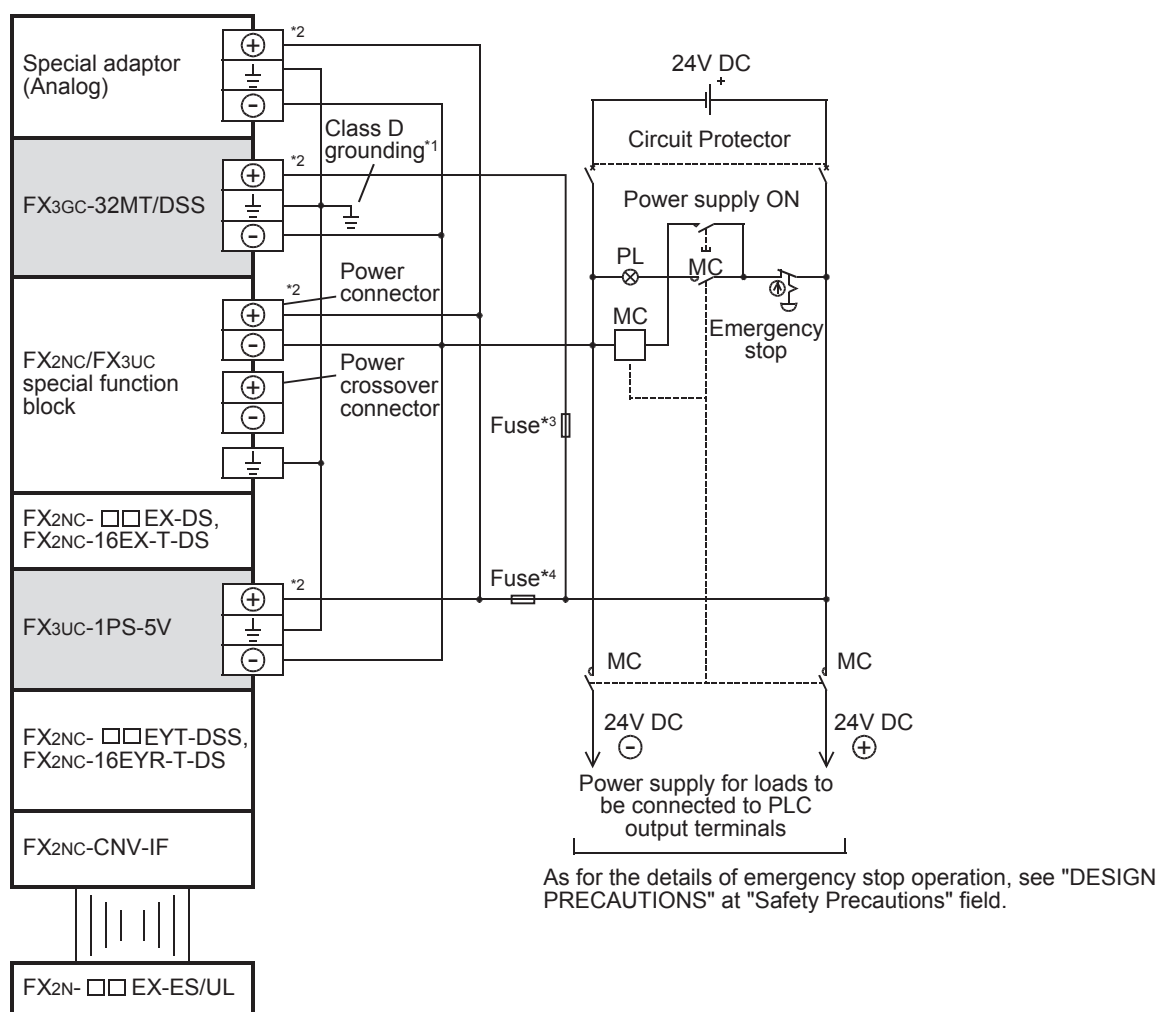 Special adaptor
(Analog)
*2
24V DC
+
Circuit Protector
Class D
grounding*1
*2
FX3GC-32MT/DSS
Power supply ON
PL
MC
Power
connector
*2
MC
Emergency
stop
FX2NC/FX3UC
special function
block
Power
crossover
connector
Fuse*3
FX2NC- □□EX-DS,
FX2NC-16EX-T-DS
*2
Fuse*4
FX3UC-1PS-5V
MC
MC
FX2NC- □□EYT-DSS,
FX2NC-16EYR-T-DS
24V DC
24V DC
Power supply for loads to
be connected to PLC
output terminals
FX2NC-CNV-IF
As for the details of emergency stop operation, see "DESIGN
PRECAUTIONS" at "Safety Precautions" field.
FX2N- □□ EX-ES/UL